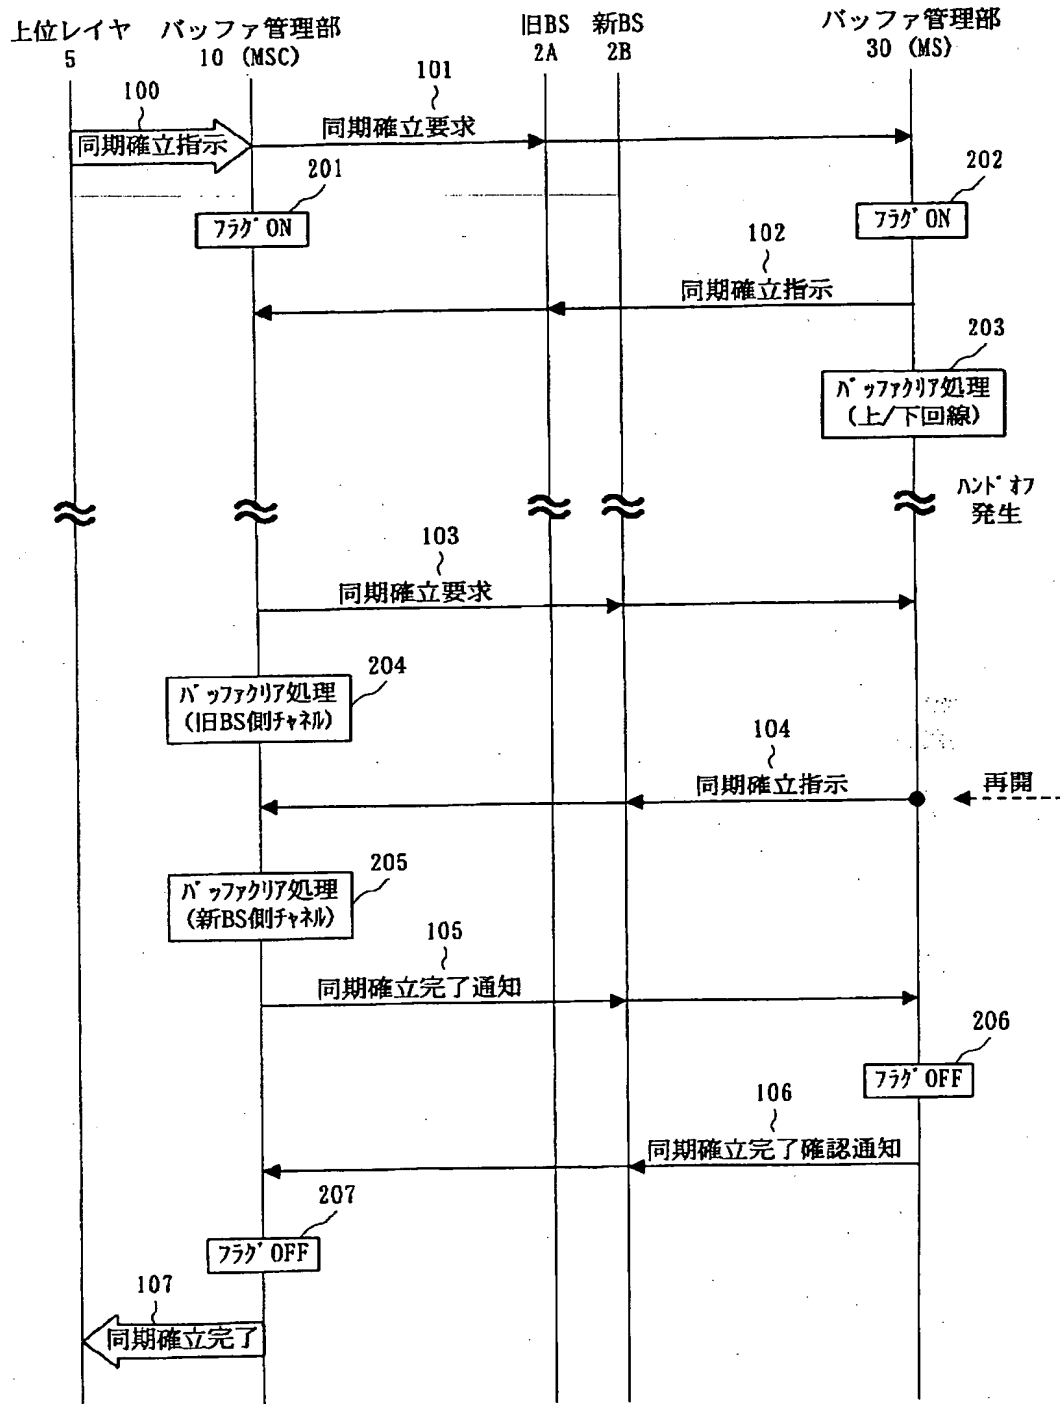 上位レイヤ バッファ管理部 旧BS 新BS バッファ管理部
5 10 (MSC) 2A 2B 30 (MS)
100 101
同期確立指示 同期確立要求
201 202
ﾌﾗｸﾞON ﾌﾗｸﾞON
102
同期確立指示
203
ﾊﾞｯﾌｧｸﾘｱ処理
(上/下回線)
ﾊﾝﾄﾞｵﾌ
発生
103
同期確立要求
204
ﾊﾞｯﾌｧｸﾘｱ処理
(旧BS側ﾁｬﾈﾙ)
104
同期確立指示 再開
205
ﾊﾞｯﾌｧｸﾘｱ処理
(新BS側ﾁｬﾈﾙ)
105
同期確立完了通知
206
ﾌﾗｸﾞOFF
106
同期確立完了確認通知
207
ﾌﾗｸﾞOFF
107
同期確立完了